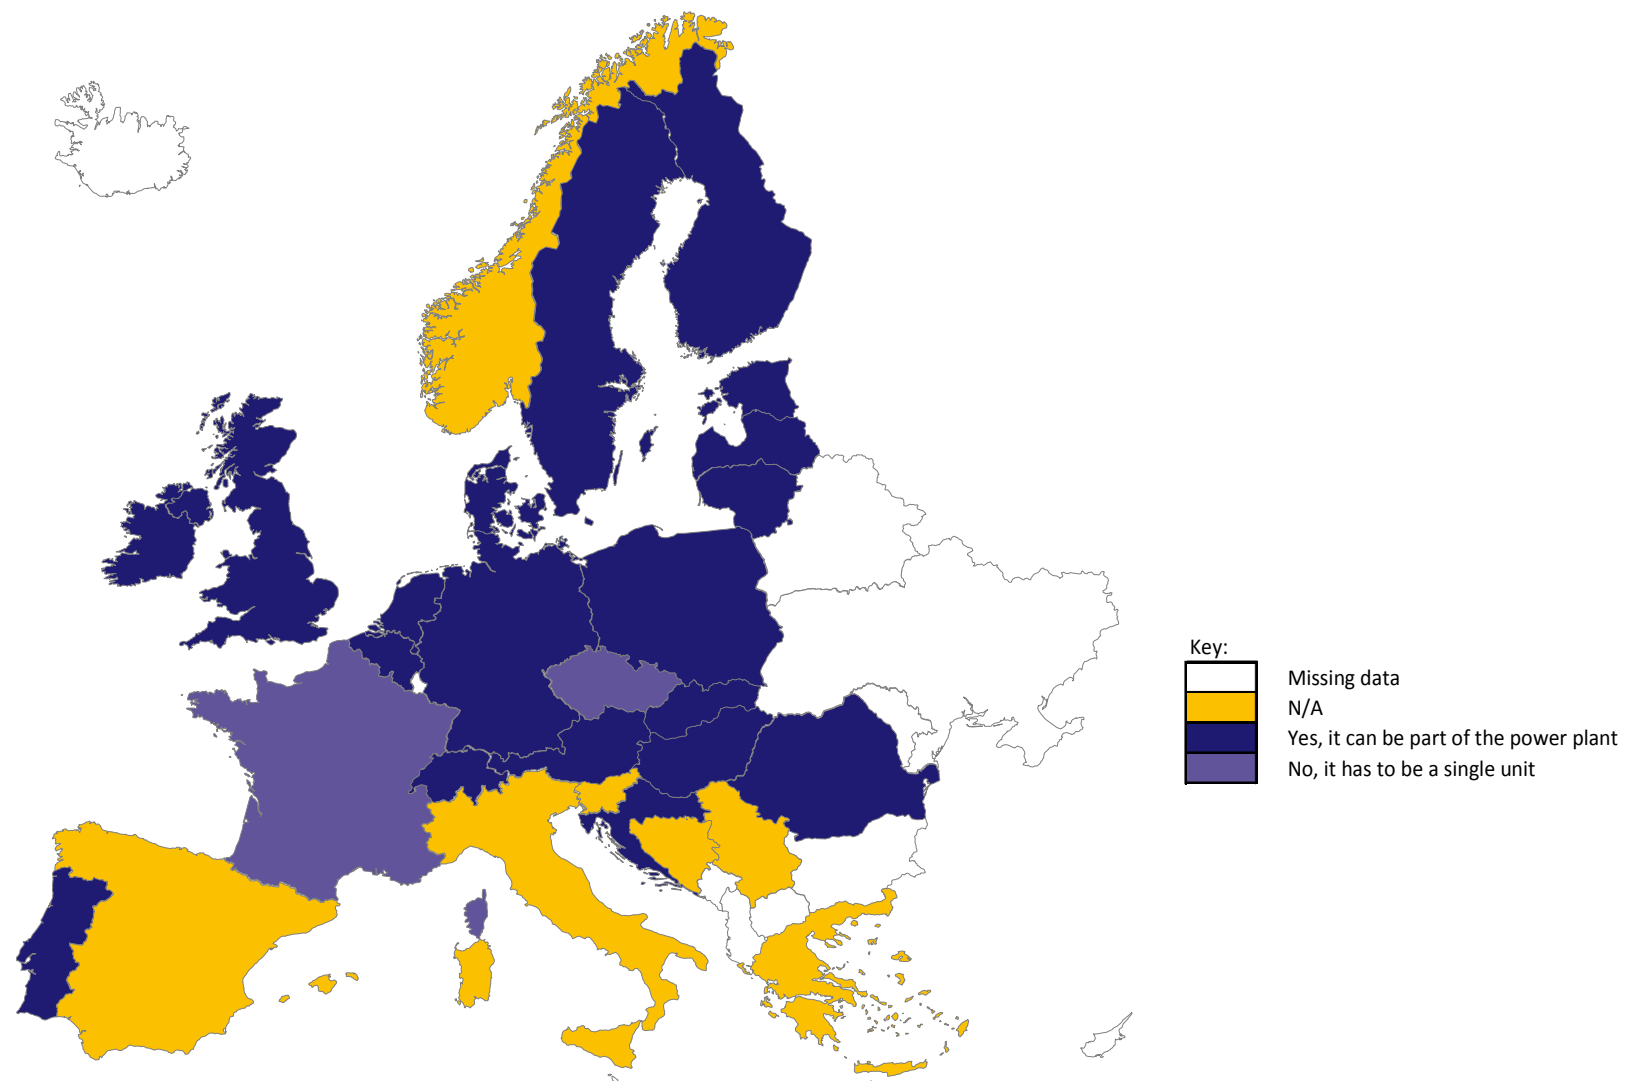 Key:
Missing data
N/A
Yes, it can be part of the power plant
No, it has to be a single unit